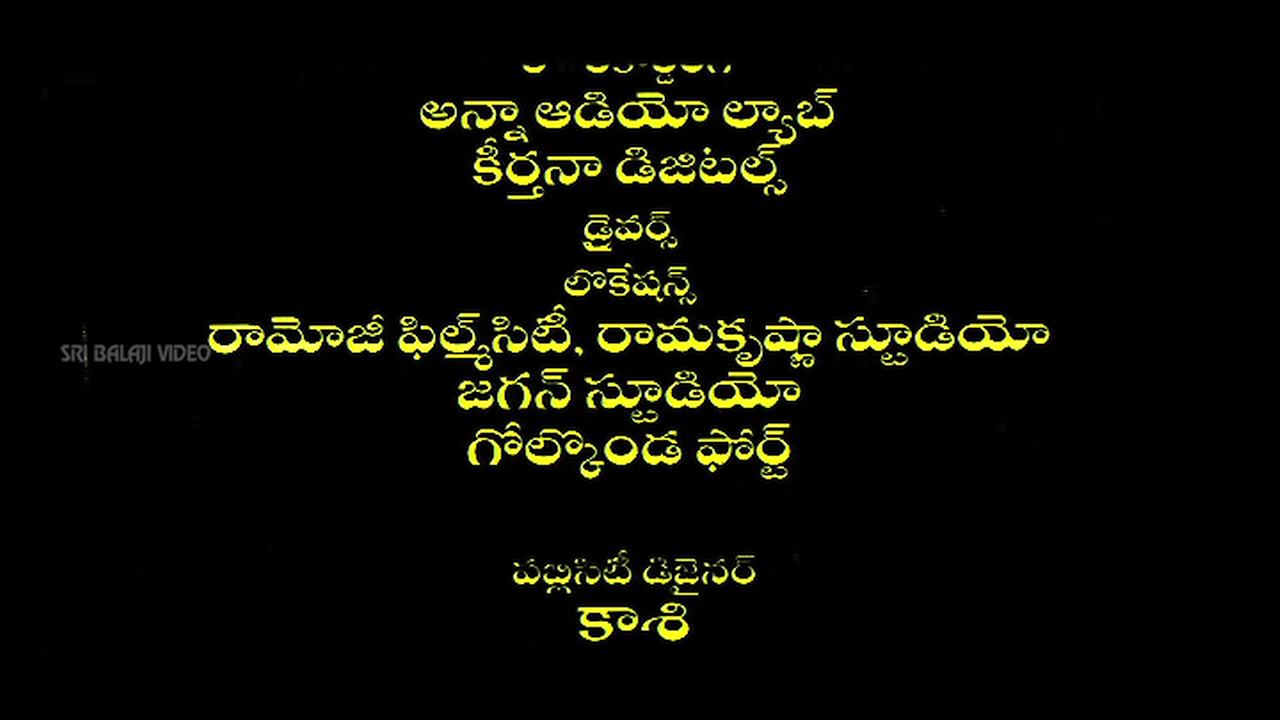 అన్నా ఆడియో ల్యాబ్
కీర్తనా డిజిటల్స్
డ్రైవర్స్
లొకేషన్స్
రామోజీ ఫిల్మ్‌సిటీ, రామకృష్ణా స్టూడియో
SRI BALAJI VIDEO
జగన్ స్టూడియో
గోల్కొండ ఫోర్ట్
పబ్లిసిటీ డిజైనర్
కాశి